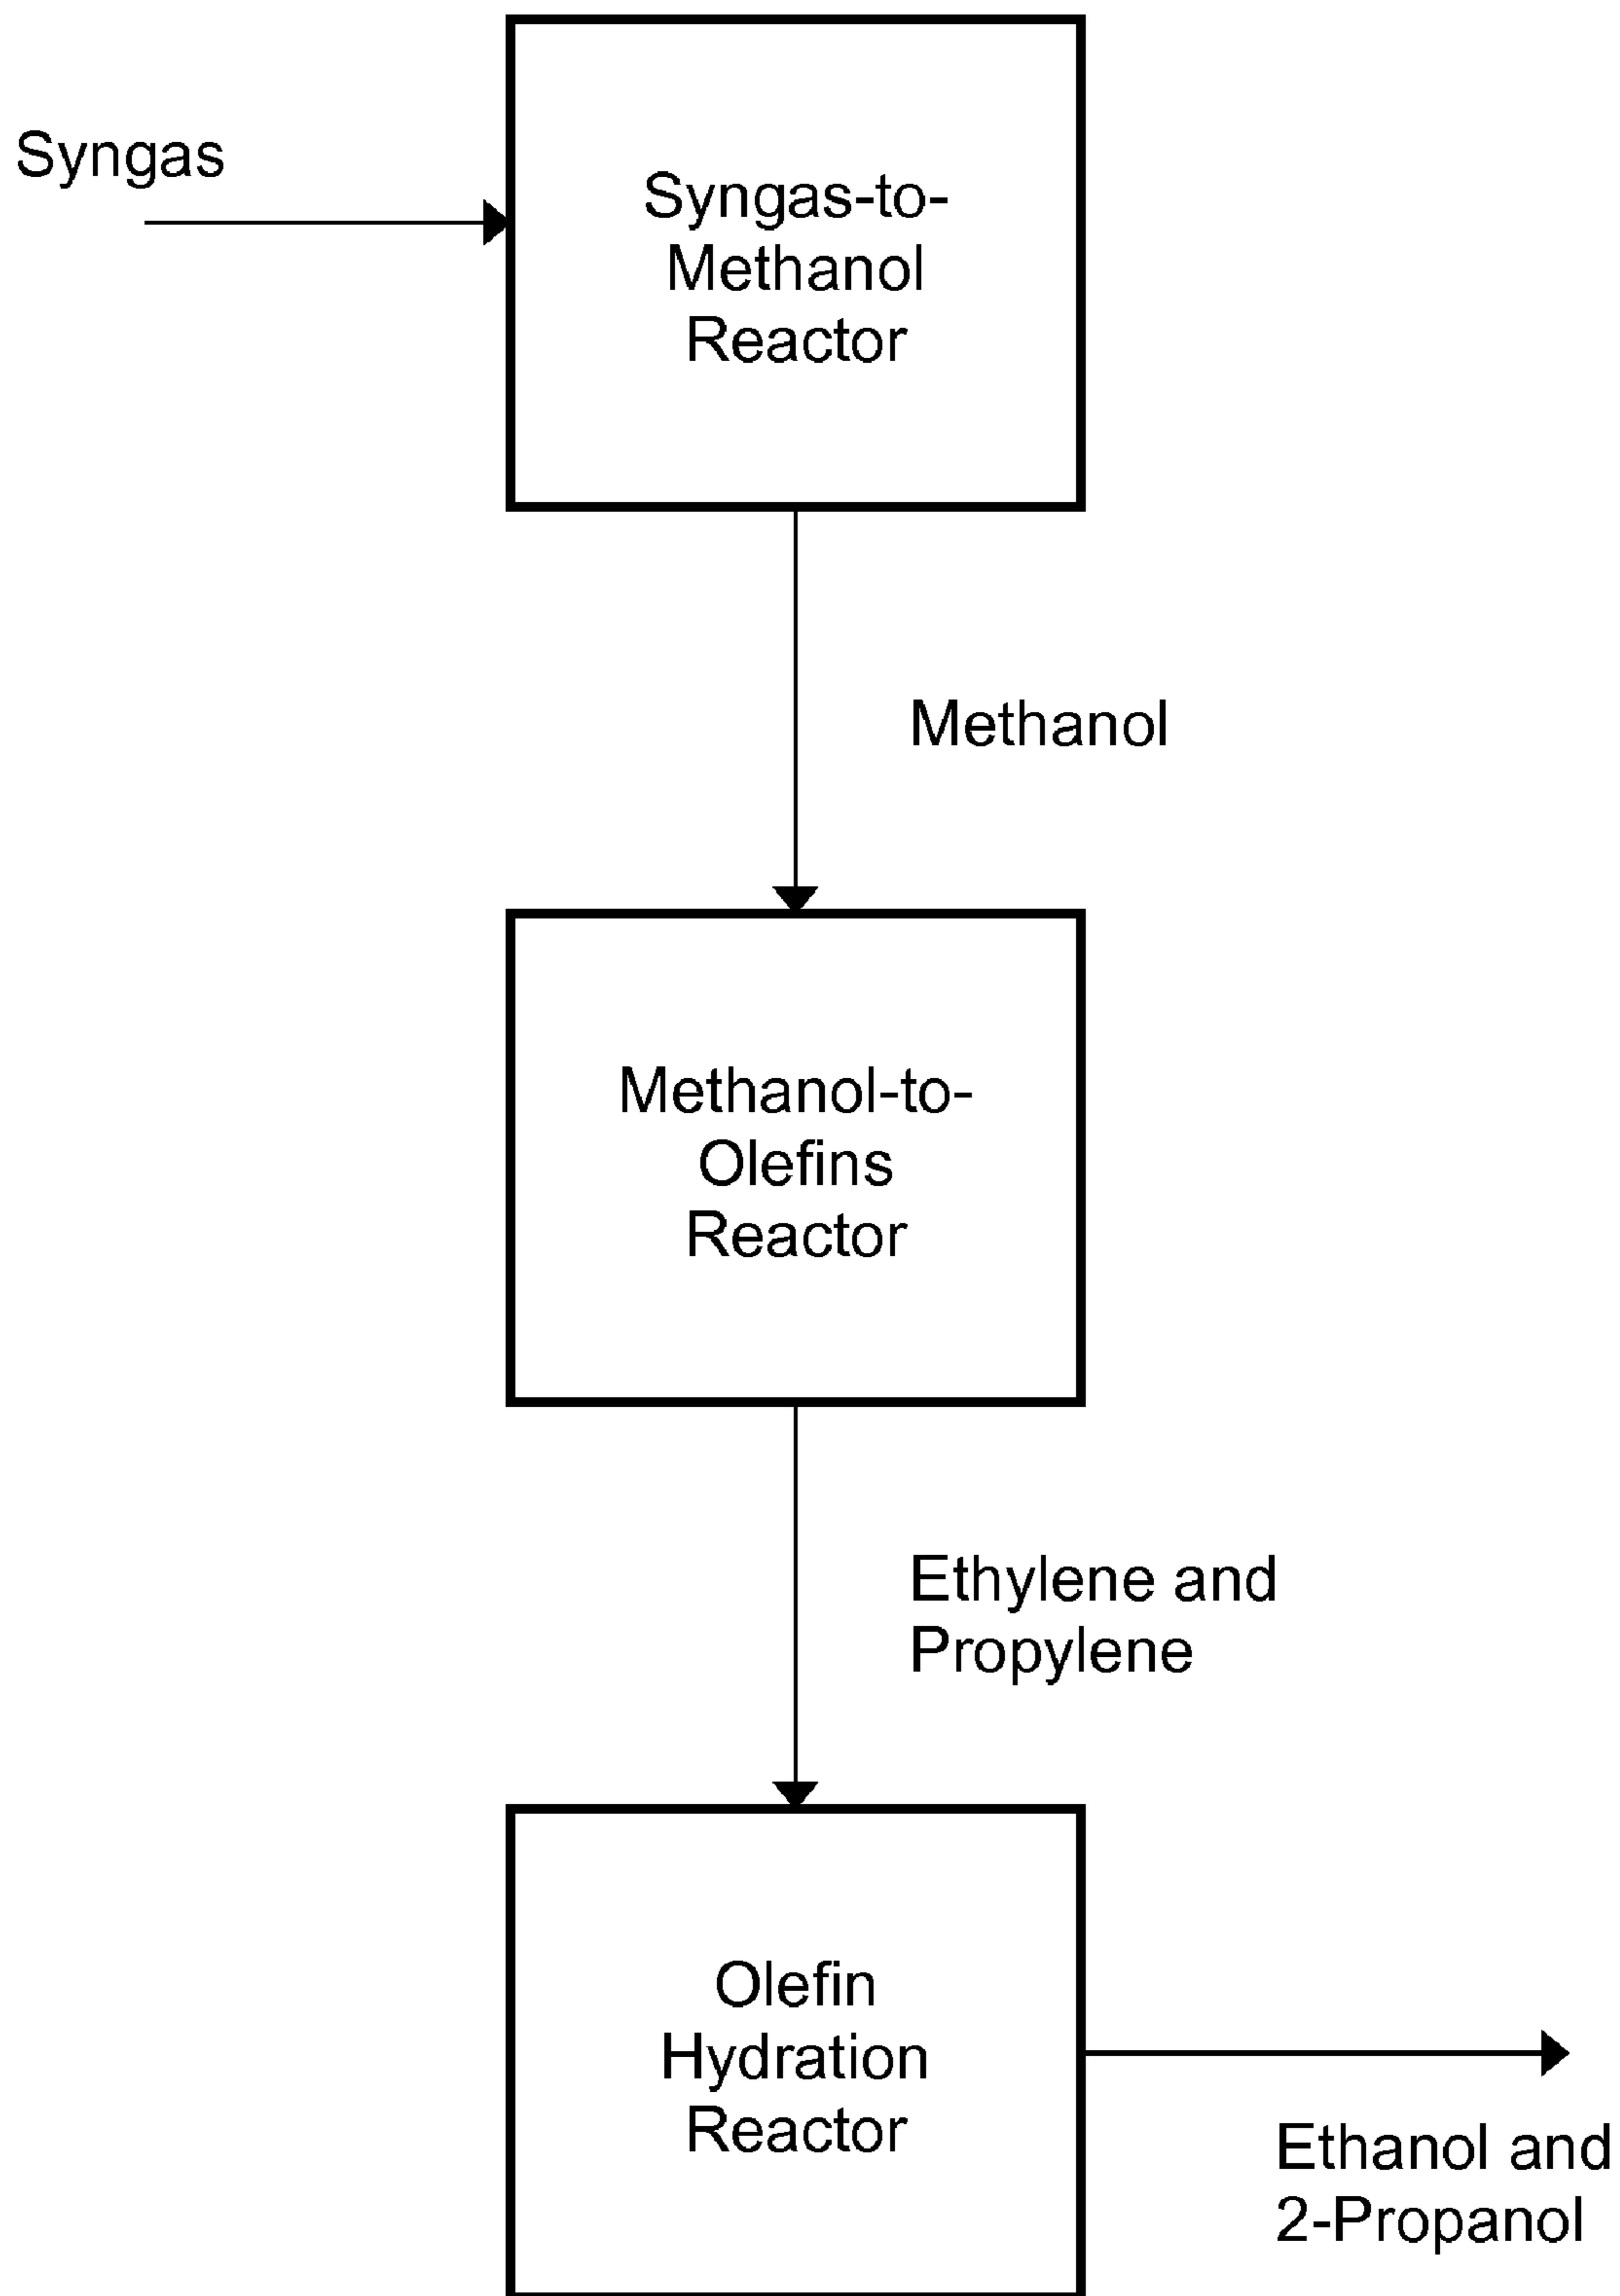 Syngas
Syngas-to-
Methanol
Reactor
Methanol
Methanol-to-
Olefins
Reactor
Ethylene and
Propylene
Olefin
Hydration
Reactor
Ethanol and
2-Propanol